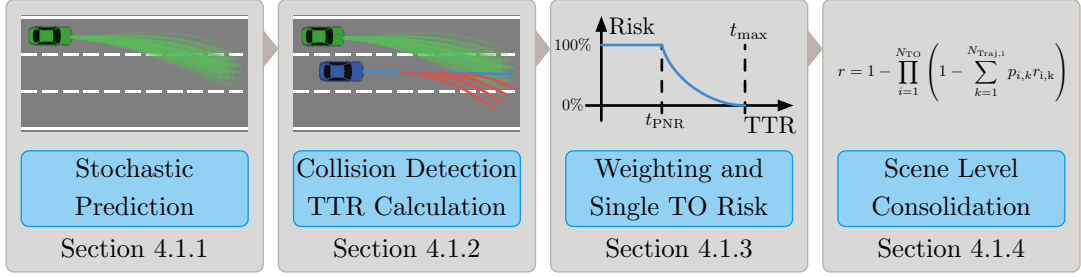 Stochastic
Prediction
Section 4.1.1
Collision Detection
TTR Calculation
Section 4.1.2
Risk
100%
0%
t_PNR
t_max
TTR
Weighting and
Single TO Risk
Section 4.1.3
r = 1 − ∏_{i=1}^{N_TO} (1 − ∑_{k=1}^{N_Traj,i} p_{i,k} r_{i,k})
Scene Level
Consolidation
Section 4.1.4